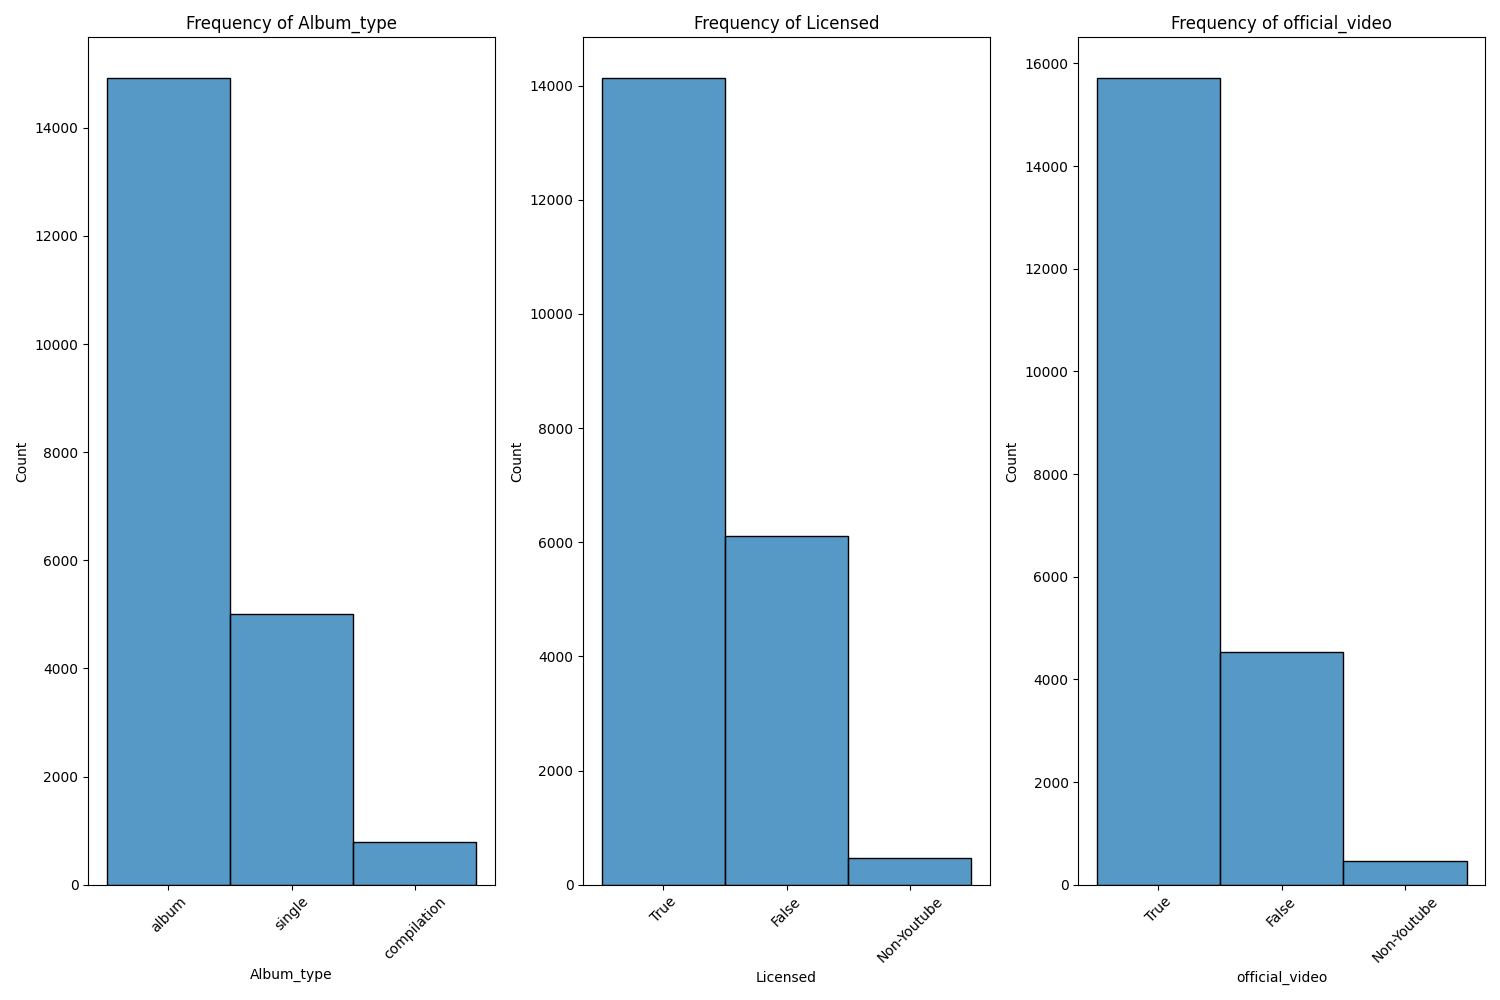 Frequency of Album_type
14000
12000
10000
8000
6000
4000
2000
0
Count
album
single
compilation
Album_type
Frequency of Licensed
14000
12000
10000
8000
6000
4000
2000
0
Count
True
False
Non-Youtube
Licensed
Frequency of official_video
16000
14000
12000
10000
8000
6000
4000
2000
0
Count
True
False
Non-Youtube
official_video